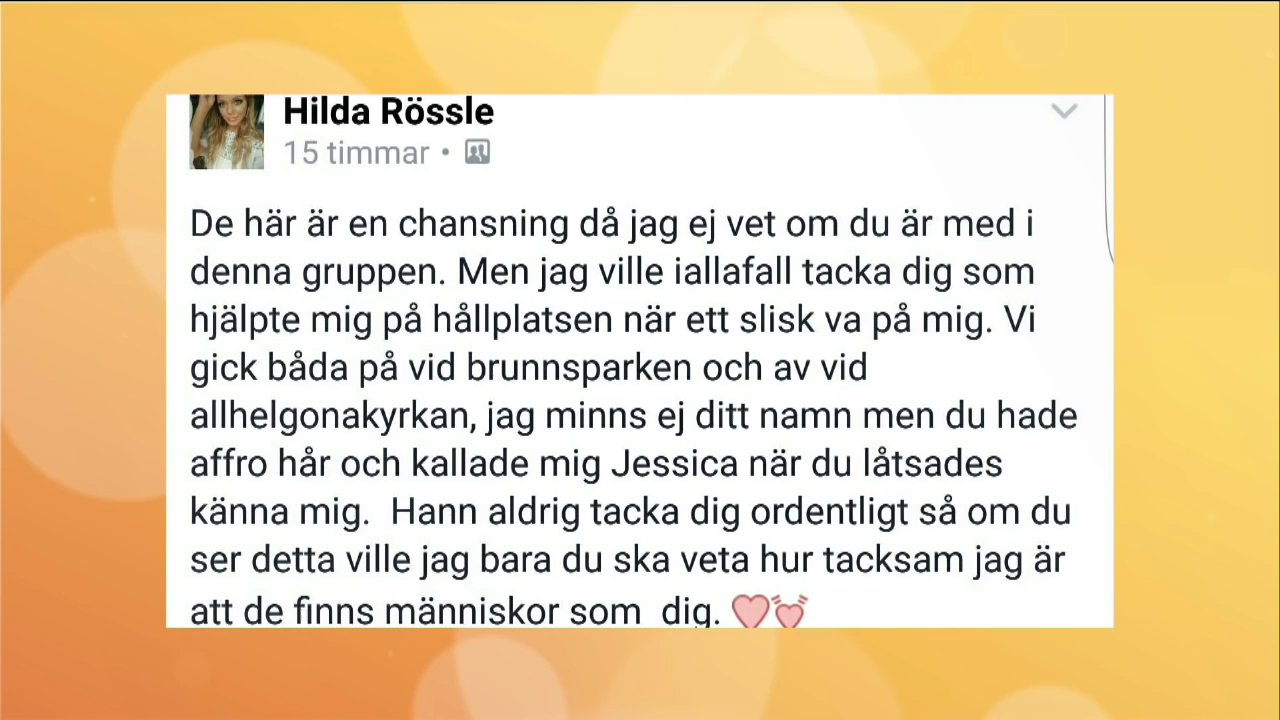 Hilda Rössle
15 timmar •
De här är en chansning då jag ej vet om du är med i
denna gruppen. Men jag ville iallafall tacka dig som
hjälpte mig på hållplatsen när ett slisk va på mig. Vi
gick båda på vid brunnsparken och av vid
allhelgonakyrkan, jag minns ej ditt namn men du hade
affro hår och kallade mig Jessica när du låtsades
känna mig.  Hann aldrig tacka dig ordentligt så om du
ser detta ville jag bara du ska veta hur tacksam jag är
att de finns människor som  dig. 💗💓